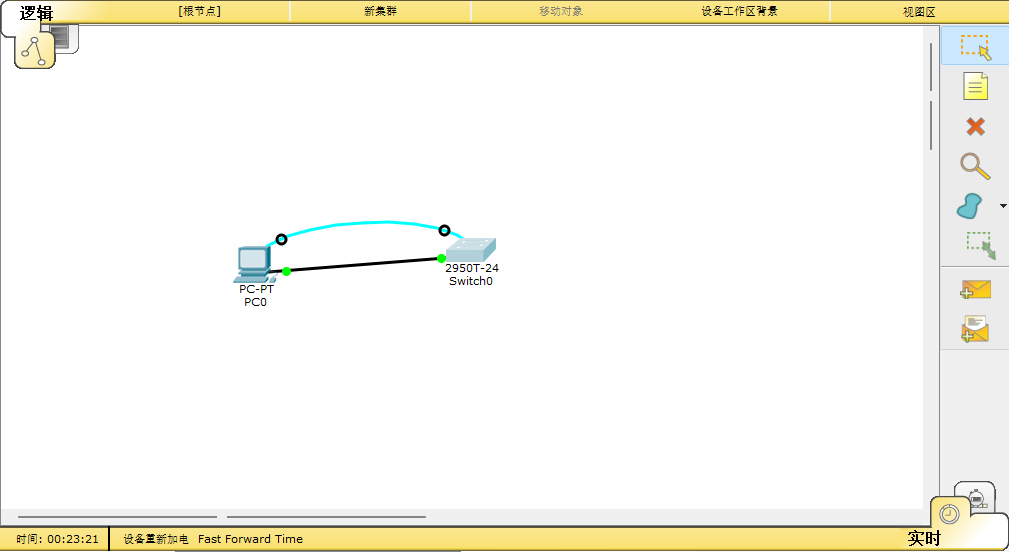 逻辑
[根节点]
新集群
移动对象
设备工作区背景
视图区
PC-PT
PC0
2950T-24
Switch0
时间: 00:23:21
设备重新加电 Fast Forward Time
实时